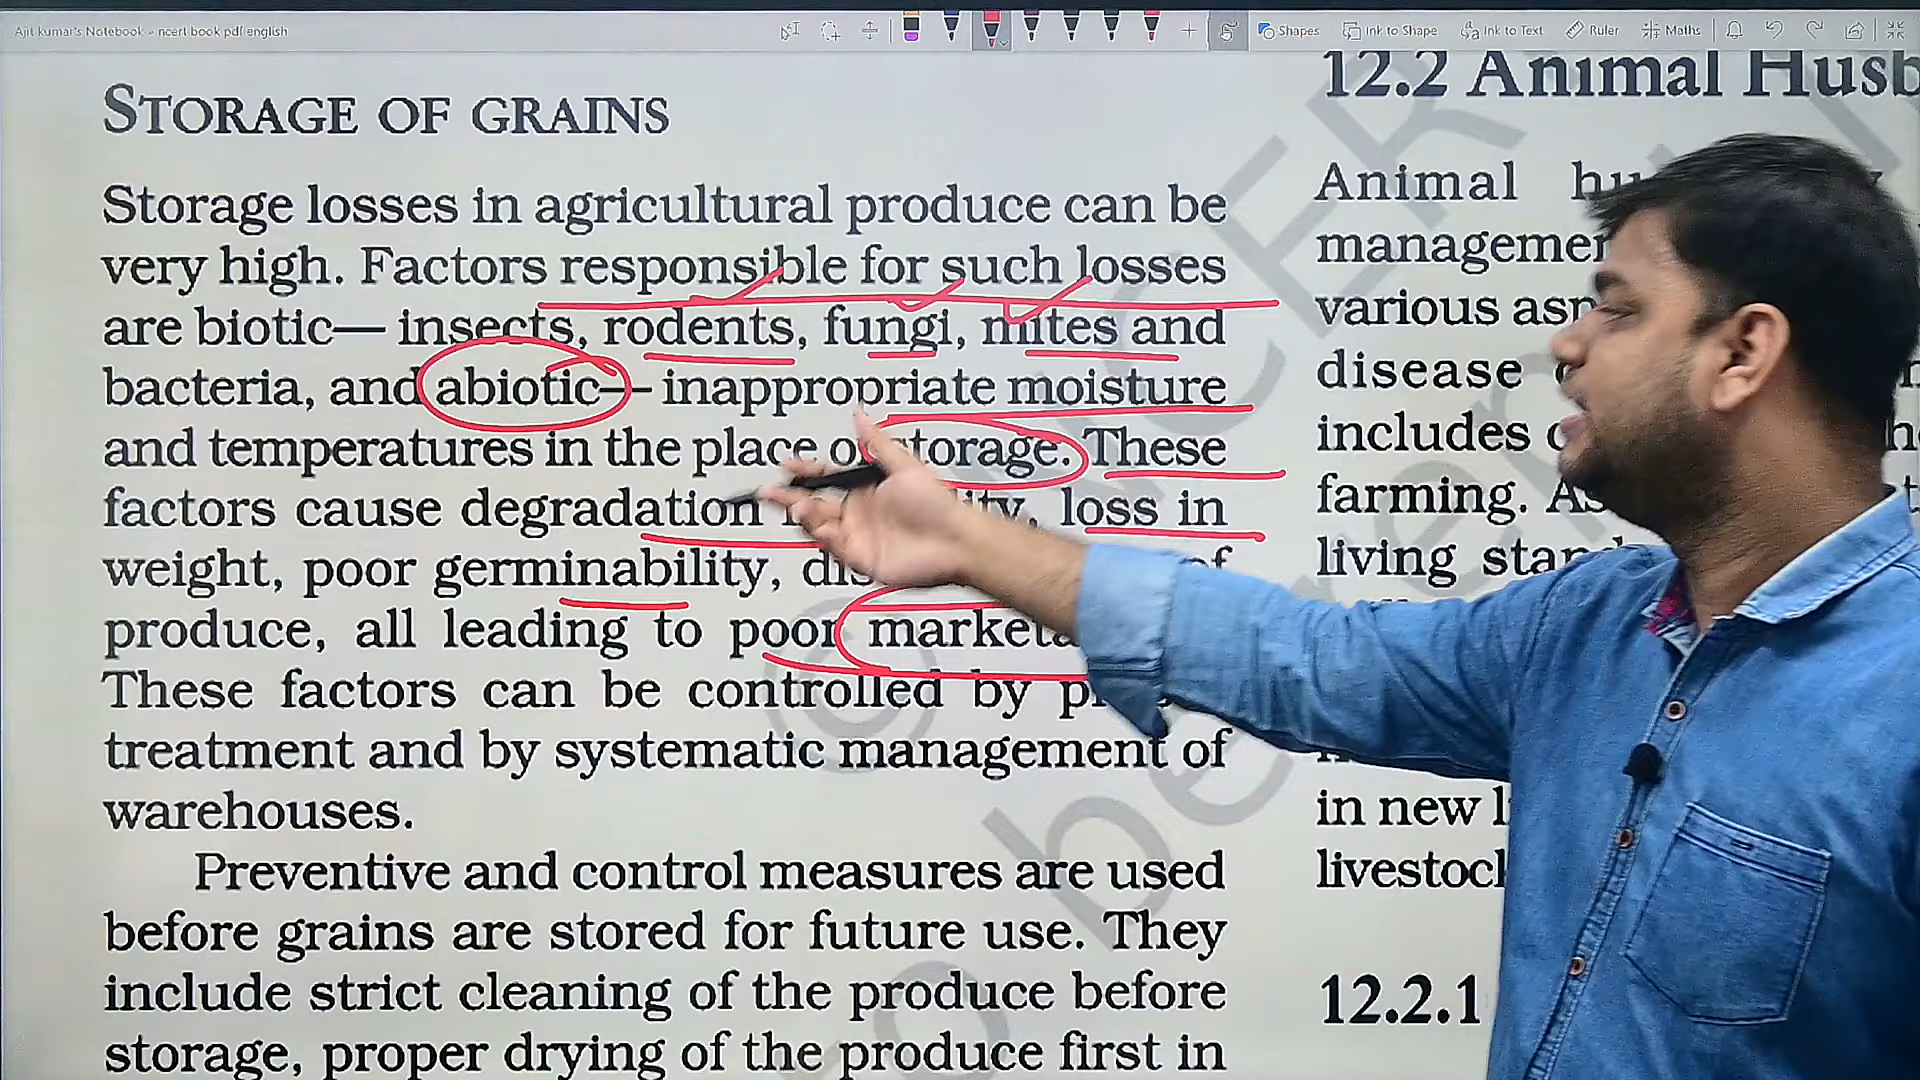 Ajit kumar's Notebook » ncert book pdf english
Shapes
Ink to Shape
Ink to Text
Ruler
Maths
STORAGE OF GRAINS
Storage losses in agricultural produce can be
very high. Factors responsible for such losses
are biotic— insects, rodents, fungi, mites and
bacteria, and abiotic— inappropriate moisture
and temperatures in the place of storage. These
factors cause degradation loss in
weight, poor germinability, of
produce, all leading to poor
These factors can be controlled by
treatment and by systematic management of
warehouses.
Preventive and control measures are used
before grains are stored for future use. They
include strict cleaning of the produce before
storage, proper drying of the produce first in
12.2 Animal
Animal
various
disease
includes
farming.
living
in new
12.2.1